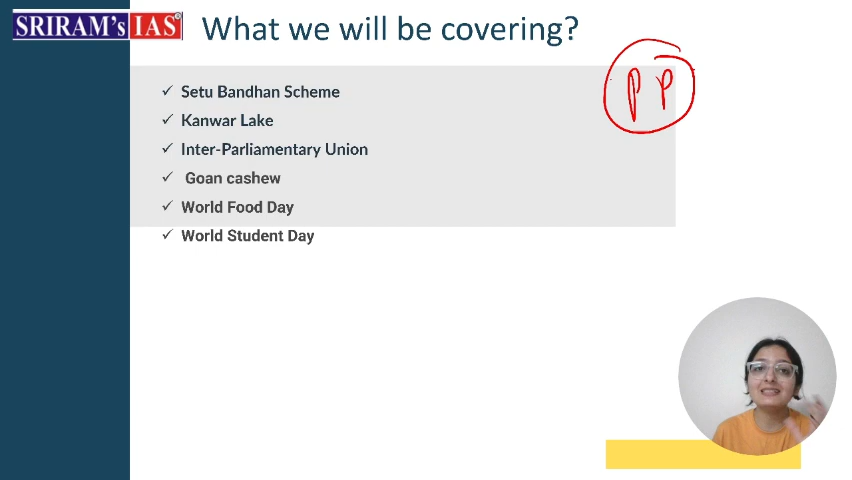 SRIRAM's IAS
What we will be covering?
✓ Setu Bandhan Scheme
✓ Kanwar Lake
✓ Inter-Parliamentary Union
✓ Goan cashew
✓ World Food Day
✓ World Student Day
p p